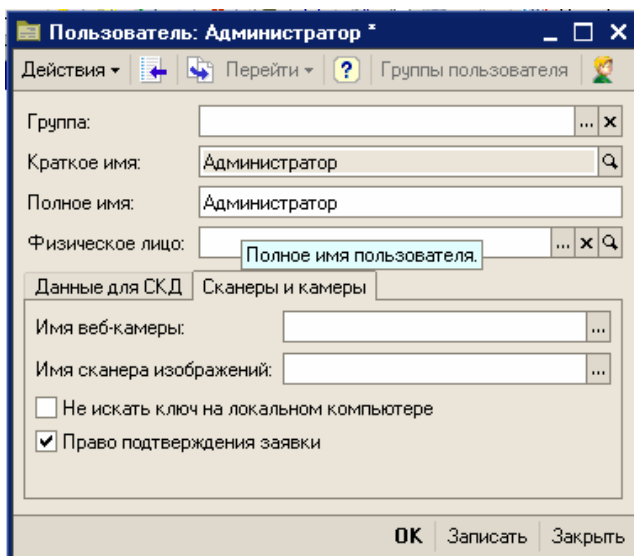 Пользователь: Администратор *
Действия Перейти ? Группы пользователя
Группа:
Краткое имя: Администратор
Полное имя: Администратор
Физическое лицо:
Полное имя пользователя.
Данные для СКД Сканеры и камеры
Имя веб-камеры:
Имя сканера изображений:
Не искать ключ на локальном компьютере
Право подтверждения заявки
OK Записать Закрыть